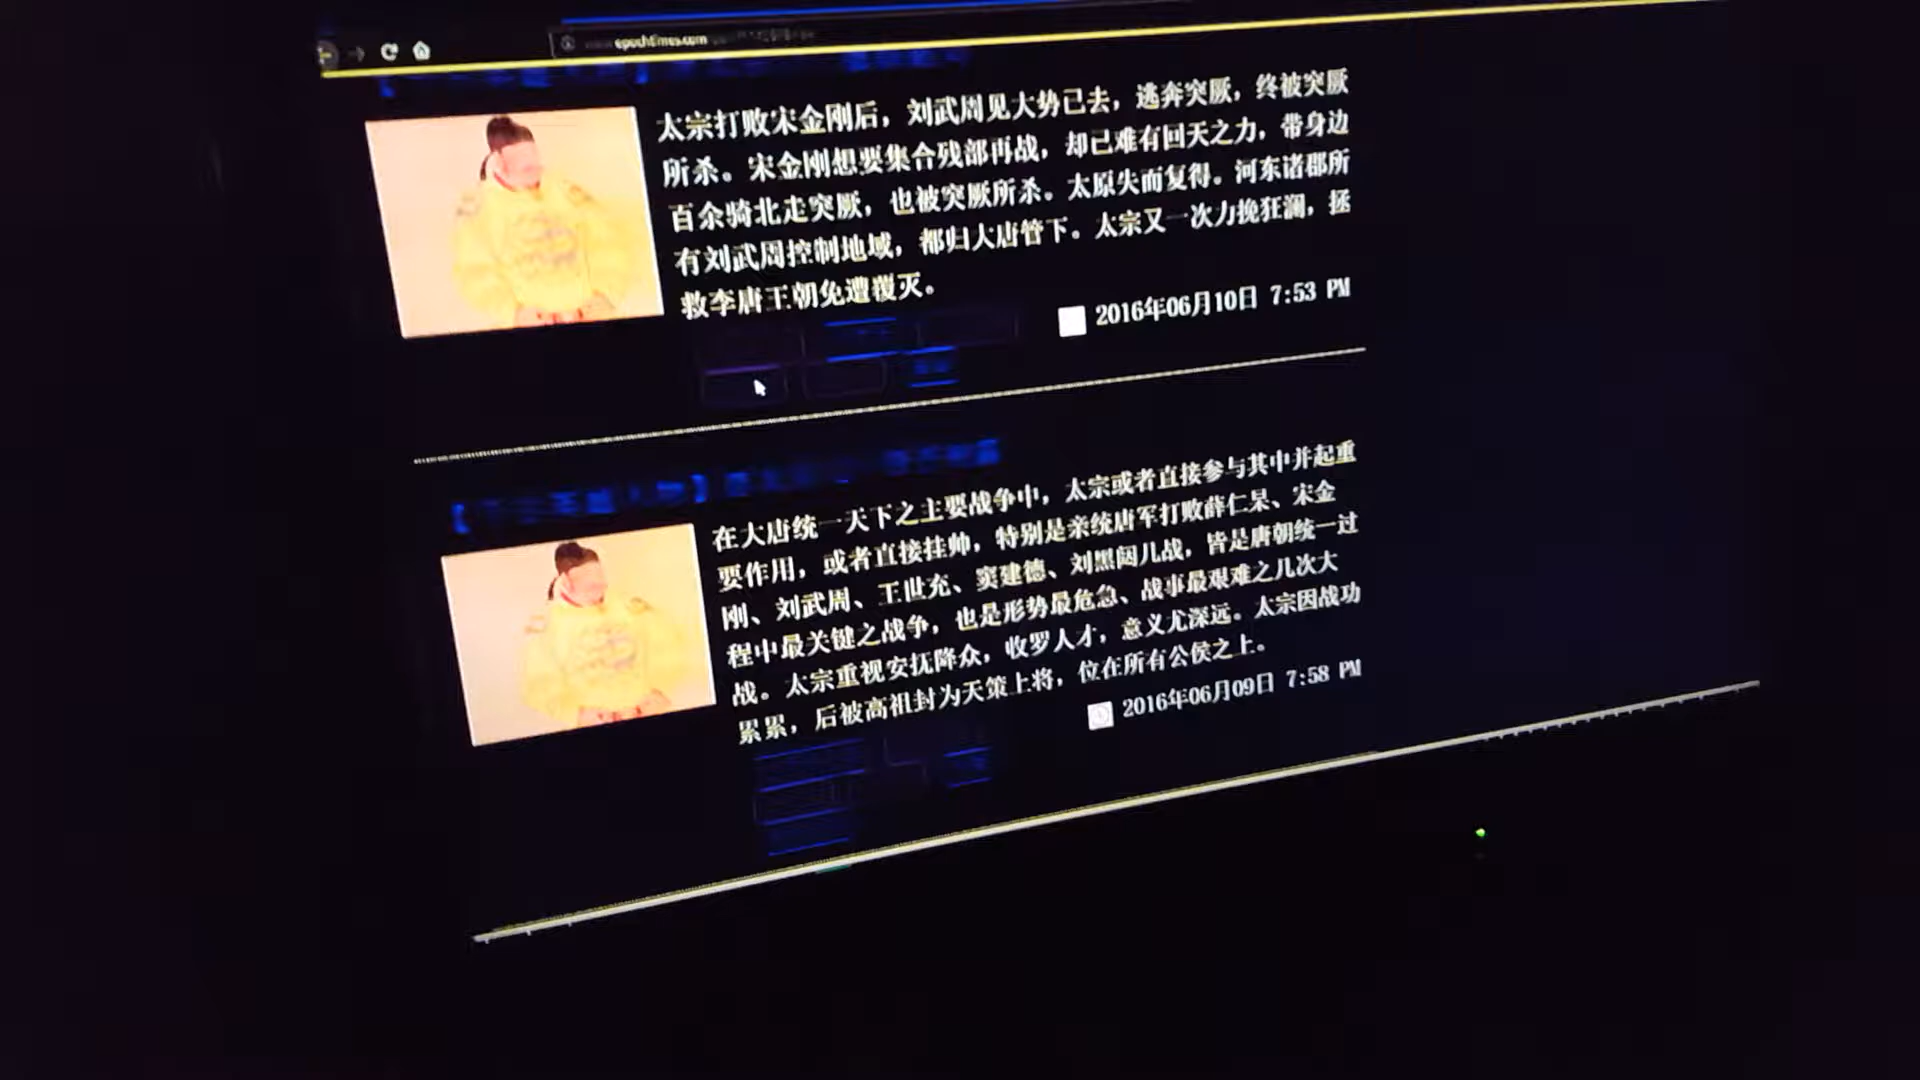 epochtimes.com
太宗打败宋金刚后，刘武周见大势已去，逃奔突厥，终被突厥
所杀。宋金刚想要集合残部再战，却已难有回天之力，带身边
百余骑北走突厥，也被突厥所杀。太原失而复得。河东诸郡所
有刘武周控制地域，都归大唐管下。太宗又一次力挽狂澜，拯
救李唐王朝免遭覆灭。
2016年06月10日 7:53 PM
在大唐统一天下之主要战争中，太宗或者直接参与其中并起重
要作用，或者直接挂帅，特别是亲统唐军打败薛仁杲、宋金
刚、刘武周、王世充、窦建德、刘黑闼几战，皆是唐朝统一过
程中最关键之战争，也是形势最危急、战事最艰难之几次大
战。太宗重视安抚降众，收罗人才，意义尤深远。太宗因战功
累累，后被高祖封为天策上将，位在所有公侯之上。
2016年06月09日 7:58 PM